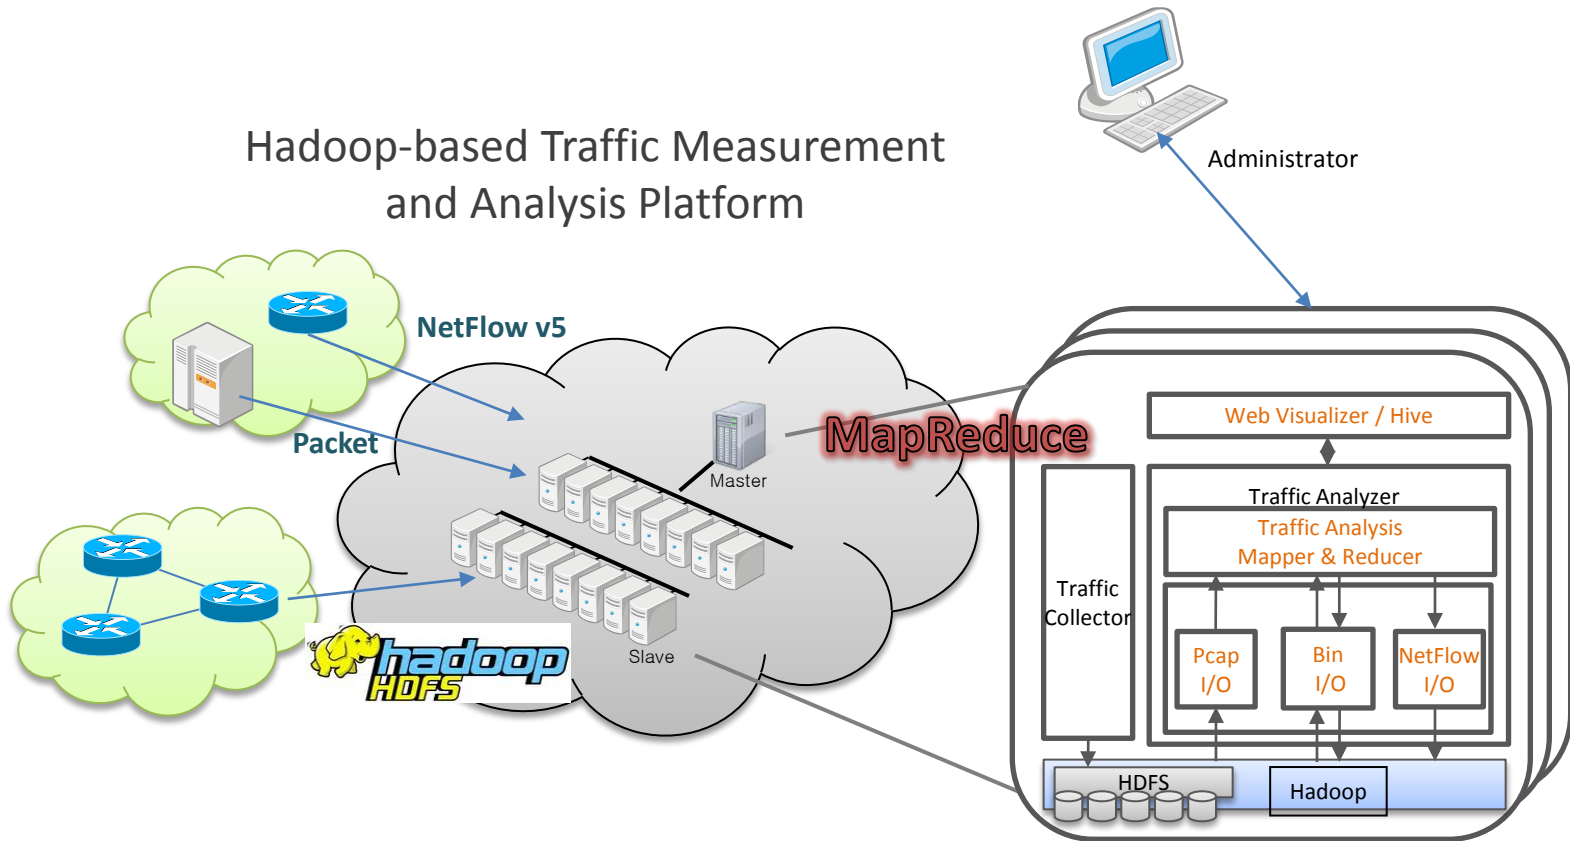 Hadoop-based Traffic Measurement
and Analysis Platform
Administrator
NetFlow v5
Packet
MapReduce
Master
Slave
hadoop
HDFS
Web Visualizer / Hive
Traffic Analyzer
Traffic Analysis
Mapper & Reducer
Traffic
Collector
Pcap
I/O
Bin
I/O
NetFlow
I/O
HDFS
Hadoop